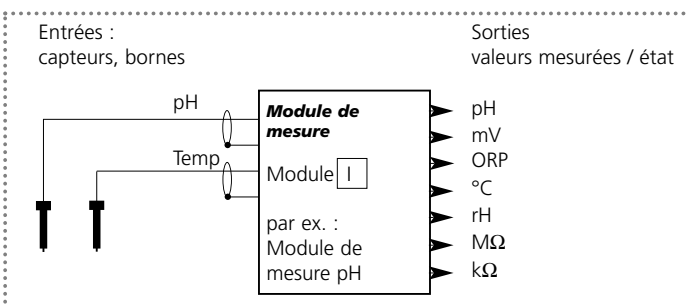 Entrées :
capteurs, bornes
pH
Temp
Module de
mesure
Module I
par ex. :
Module de
mesure pH
Sorties
valeurs mesurées / état
pH
mV
ORP
°C
rH
MΩ
kΩ